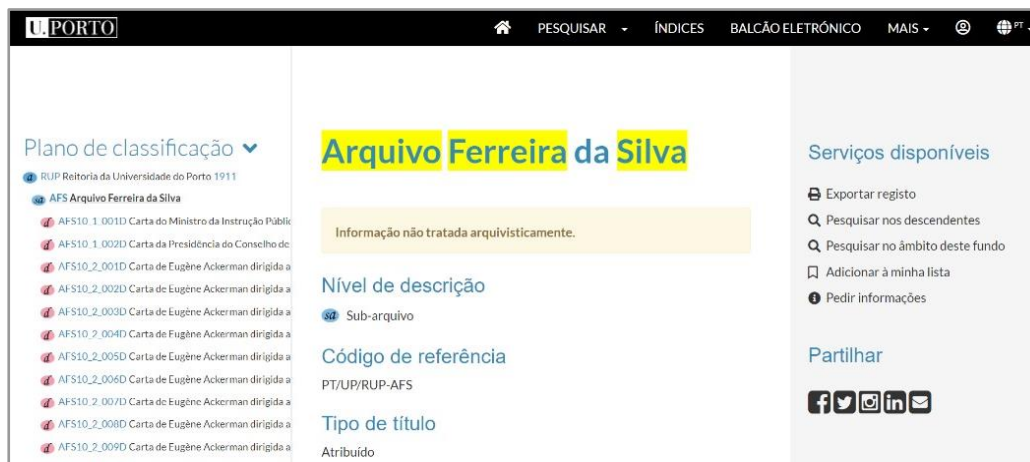 U.PORTO
PESQUISAR
ÍNDICES
BALCÃO ELETRÓNICO
MAIS
PT
Plano de classificação
RUP Reitoria da Universidade do Porto 1911
sa AFS Arquivo Ferreira da Silva
d AFS10_1_001D Carta do Ministro da Instrução Públic
d AFS10_1_002D Carta da Presidência do Conselho de
d AFS10_2_001D Carta de Eugène Ackerman dirigida a
d AFS10_2_002D Carta de Eugène Ackerman dirigida a
d AFS10_2_003D Carta de Eugène Ackerman dirigida a
d AFS10_2_004D Carta de Eugène Ackerman dirigida a
d AFS10_2_005D Carta de Eugène Ackerman dirigida a
d AFS10_2_006D Carta de Eugène Ackerman dirigida a
d AFS10_2_007D Carta de Eugène Ackerman dirigida a
d AFS10_2_008D Carta de Eugène Ackerman dirigida a
d AFS10_2_009D Carta de Eugène Ackerman dirigida a
Arquivo Ferreira da Silva
Informação não tratada arquivisticamente.
Nível de descrição
sa Sub-arquivo
Código de referência
PT/UP/RUP-AFS
Tipo de título
Atribuído
Serviços disponíveis
Exportar registo
Pesquisar nos descendentes
Pesquisar no âmbito deste fundo
Adicionar à minha lista
Pedir informações
Partilhar